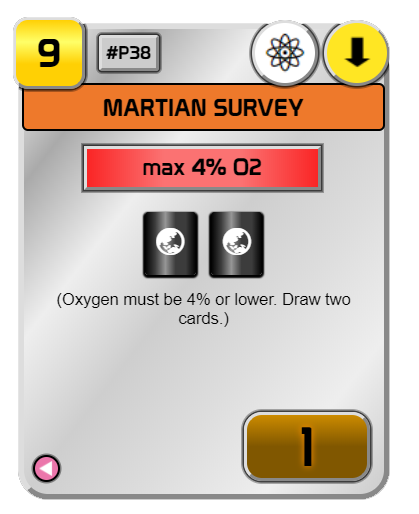 9
#P38
MARTIAN SURVEY
max 4% O2
(Oxygen must be 4% or lower. Draw two
cards.)
1